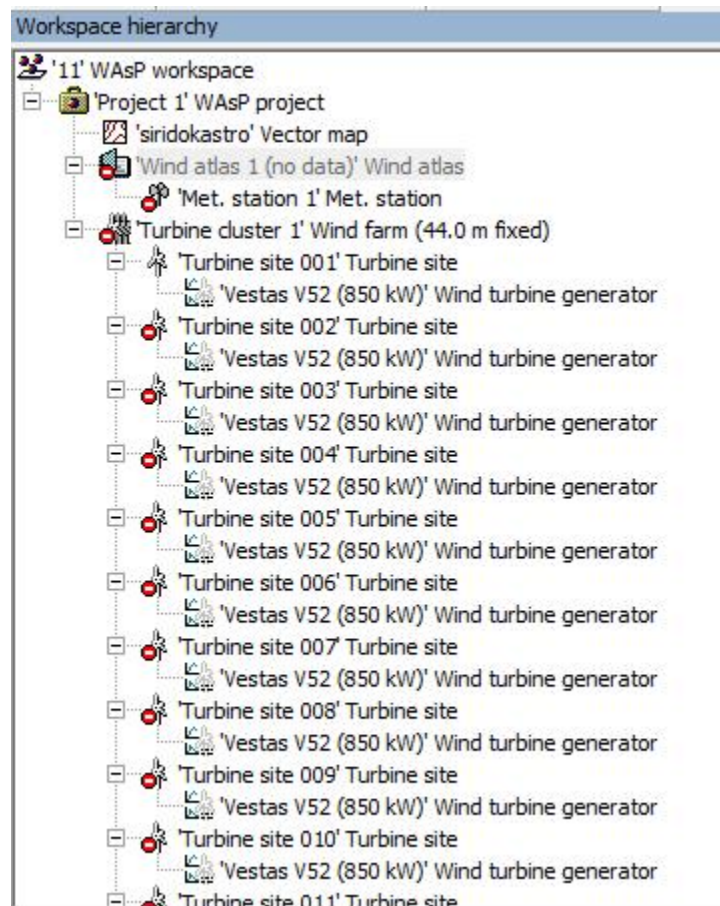 Workspace hierarchy
'11' WAsP workspace
'Project 1' WAsP project
'siridokastro' Vector map
'Wind atlas 1 (no data)' Wind atlas
'Met. station 1' Met. station
'Turbine cluster 1' Wind farm (44.0 m fixed)
'Turbine site 001' Turbine site
'Vestas V52 (850 kW)' Wind turbine generator
'Turbine site 002' Turbine site
'Vestas V52 (850 kW)' Wind turbine generator
'Turbine site 003' Turbine site
'Vestas V52 (850 kW)' Wind turbine generator
'Turbine site 004' Turbine site
'Vestas V52 (850 kW)' Wind turbine generator
'Turbine site 005' Turbine site
'Vestas V52 (850 kW)' Wind turbine generator
'Turbine site 006' Turbine site
'Vestas V52 (850 kW)' Wind turbine generator
'Turbine site 007' Turbine site
'Vestas V52 (850 kW)' Wind turbine generator
'Turbine site 008' Turbine site
'Vestas V52 (850 kW)' Wind turbine generator
'Turbine site 009' Turbine site
'Vestas V52 (850 kW)' Wind turbine generator
'Turbine site 010' Turbine site
'Vestas V52 (850 kW)' Wind turbine generator
'Turbine site 011' Turbine site